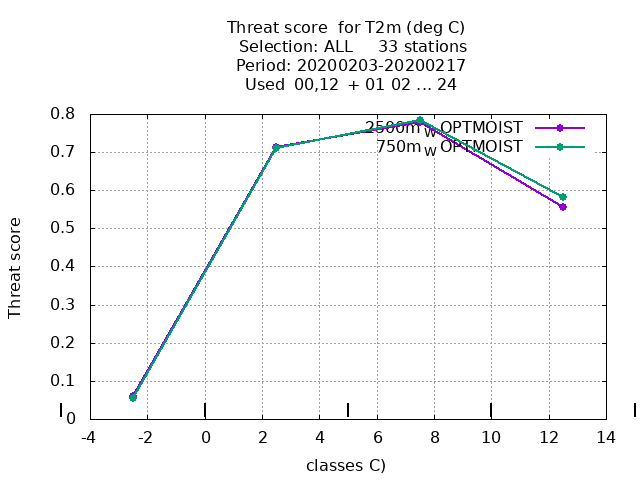 Threat score  for T2m (deg C)
Selection: ALL     33 stations
Period: 20200203-20200217
Used  00,12  + 01 02 ... 24
2500m W OPTMOIST
750m W OPTMOIST
0.8
0.7
0.6
0.5
0.4
0.3
0.2
0.1
0
Threat score
-4 -2 0 2 4 6 8 10 12 14
classes C)